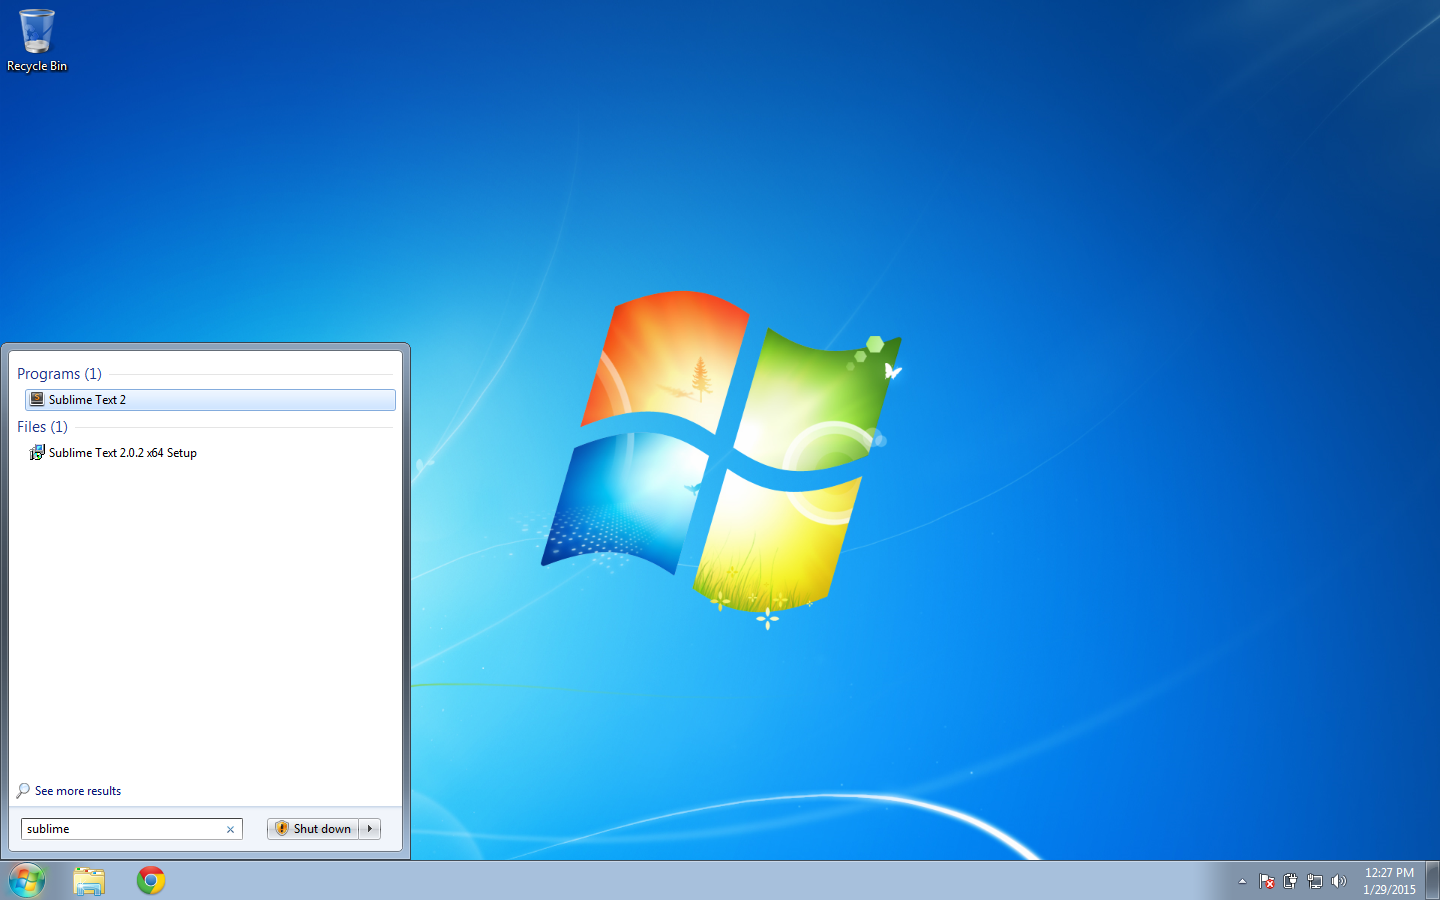 Recycle Bin
Programs (1)
Sublime Text 2
Files (1)
Sublime Text 2.0.2 x64 Setup
See more results
sublime
Shut down
12:27 PM
1/29/2015